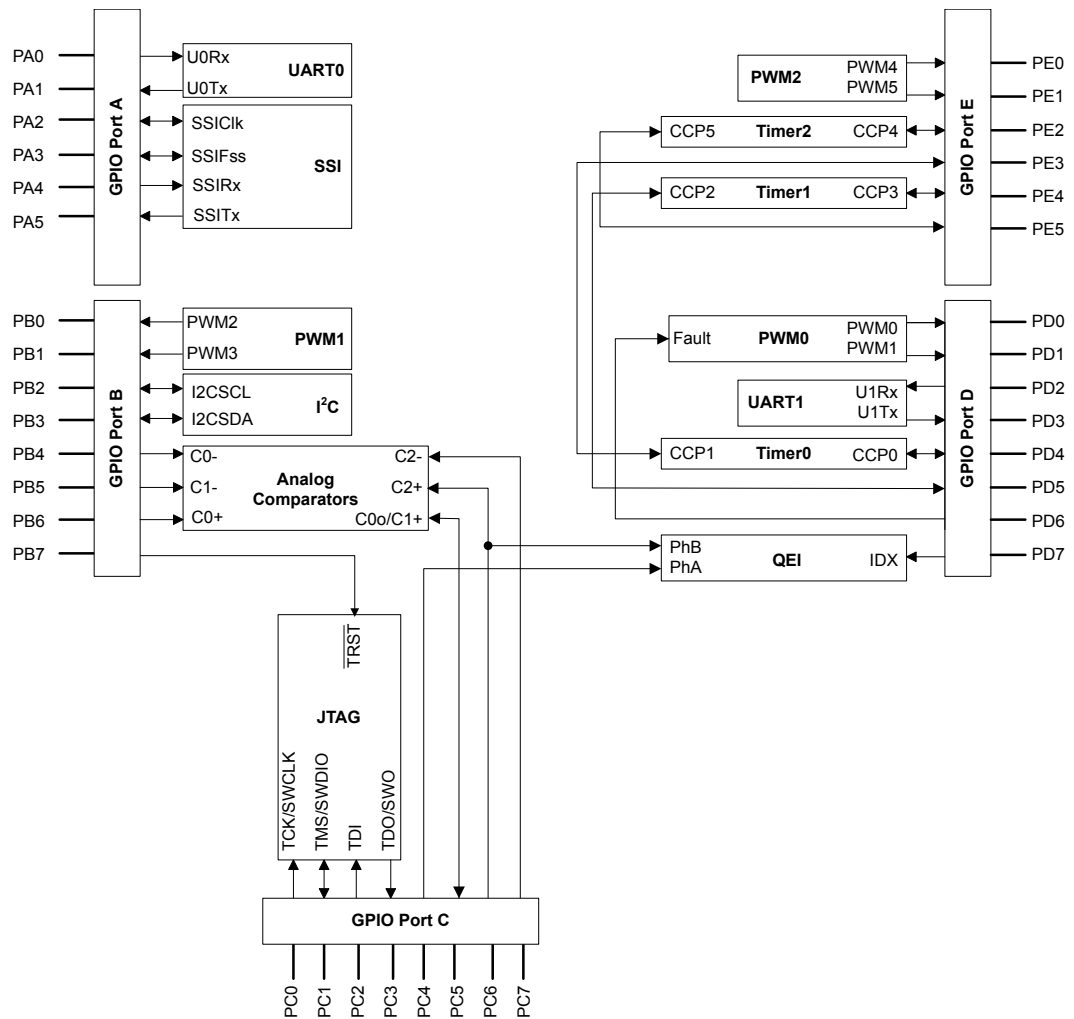 PA0
PA1
PA2
PA3
PA4
PA5
GPIO Port A
U0Rx
U0Tx
UART0
SSIClk
SSIFss
SSIRx
SSITx
SSI
PB0
PB1
PB2
PB3
PB4
PB5
PB6
PB7
GPIO Port B
PWM2
PWM3
PWM1
I2CSCL
I2CSDA
I²C
C0-
C1-
C0+
Analog
Comparators
C2-
C2+
C0o/C1+
TRST
JTAG
TCK/SWCLK
TMS/SWDIO
TDI
TDO/SWO
GPIO Port C
PC0
PC1
PC2
PC3
PC4
PC5
PC6
PC7
PWM2
PWM4
PWM5
CCP5
Timer2
CCP4
CCP2
Timer1
CCP3
GPIO Port E
PE0
PE1
PE2
PE3
PE4
PE5
Fault
PWM0
PWM0
PWM1
UART1
U1Rx
U1Tx
CCP1
Timer0
CCP0
PhB
PhA
QEI
IDX
GPIO Port D
PD0
PD1
PD2
PD3
PD4
PD5
PD6
PD7